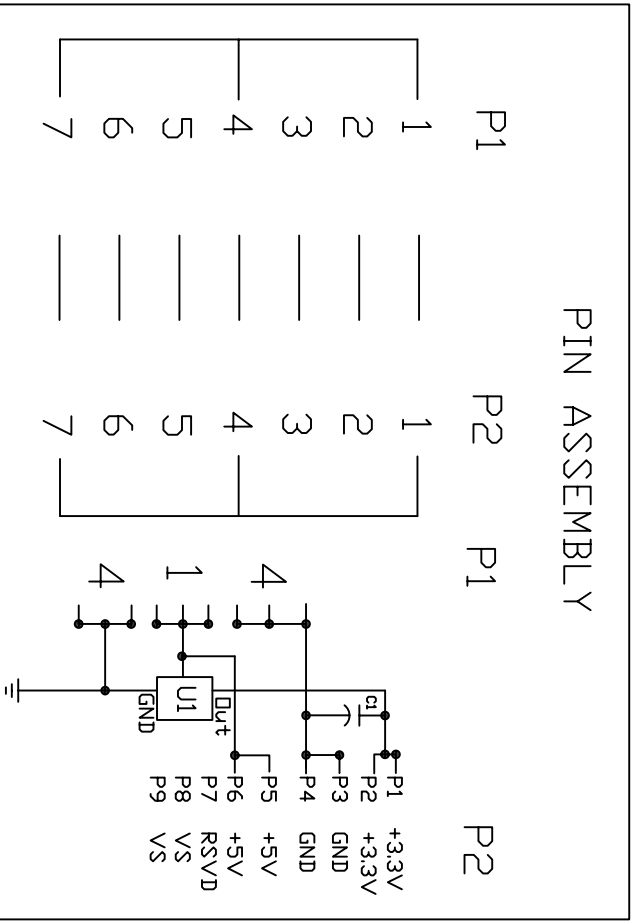 PIN ASSEMBLY
P1 P2 P1 P2
1 1
2 2
3 3
4 4
5 5
6 6
7 7
4
1
4
C1
Out
U1
GND
P1 +3.3V
P2 +3.3V
P3 GND
P4 GND
P5 +5V
P6 +5V
P7 RSVD
P8 VS
P9 VS